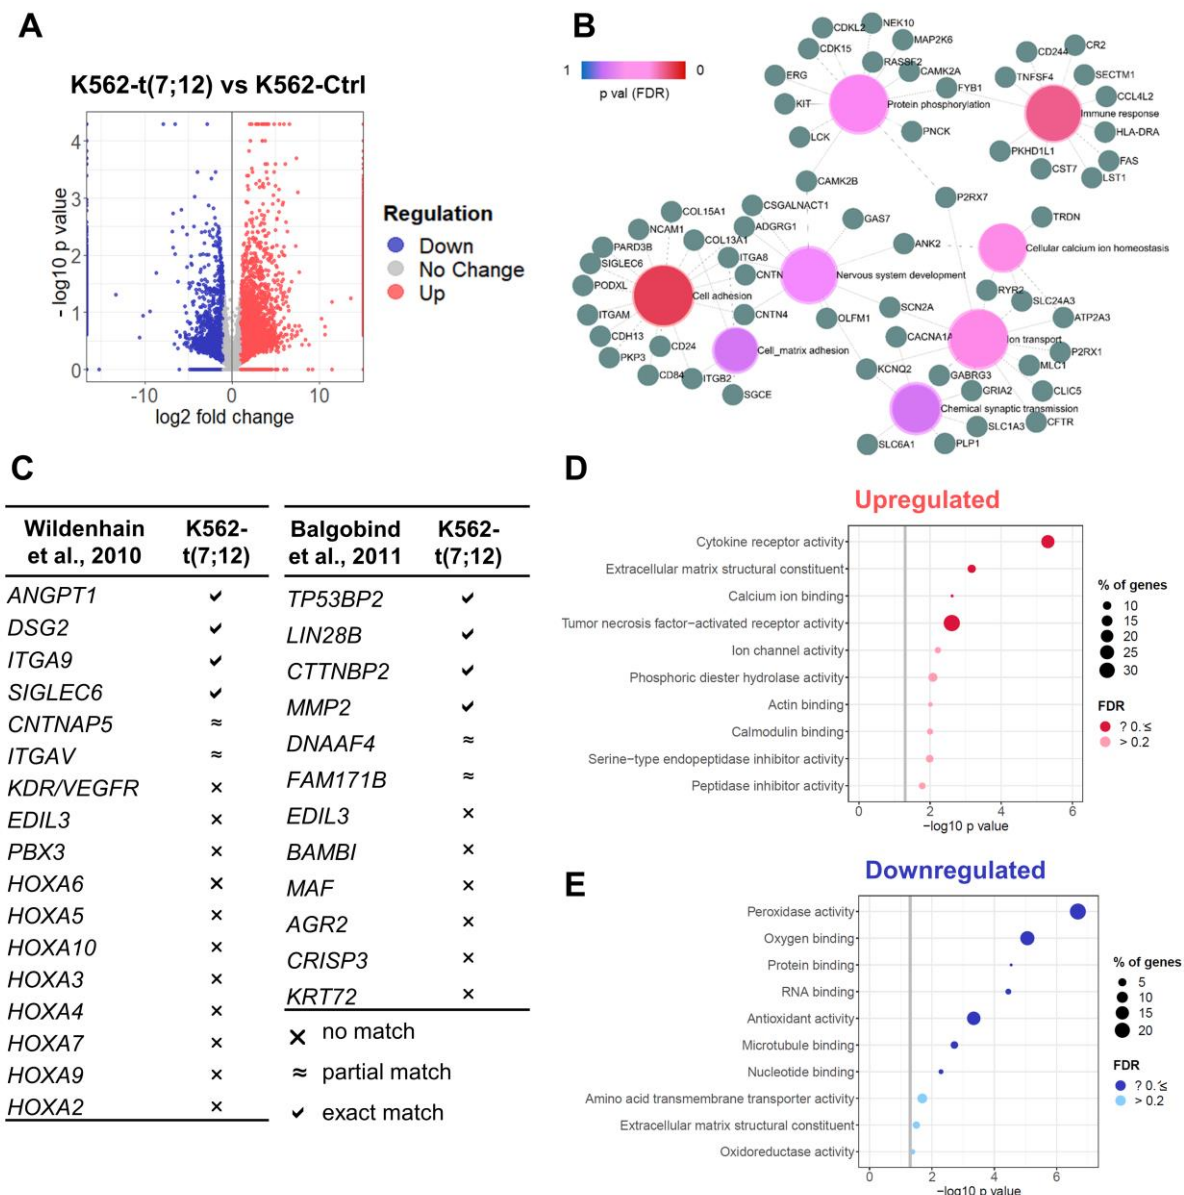 A
K562-t(7;12) vs K562-Ctrl
- log10 p value
4
3
2
1
0
-10
0
10
log2 fold change
Regulation
Down
No Change
Up
B
1
0
p val (FDR)
CDKL2
NEK10
CDK15
MAP2K6
RASSF2
ERG
CAMK2A
FYB1
KIT
Protein phosphorylation
LCK
PNCK
CAMK2B
CD244
CR2
TNFSF4
SECTM1
CCL4L2
Immune response
HLA-DRA
PKHD1L1
FAS
CST7
LST1
P2RX7
COL15A1
CSGALNACT1
NCAM1
ADGRG1
GAS7
TRDN
PARD3B
COL13A1
ANK2
Cellular calcium ion homeostasis
SIGLEC6
ITGA8
CNTN
Nervous system development
PODXL
Cell adhesion
RYR2
SLC24A3
ITGAM
CNTN4
OLFM1
SCN2A
ATP2A3
CDH13
CD24
Cell_matrix adhesion
CACNA1A
Ion transport
PKP3
P2RX1
CD84
ITGB2
KCNQ2
GABRG3
MLC1
SGCE
GRIA2
CLIC5
Chemical synaptic transmission
SLC1A3
CFTR
SLC6A1
PLP1
C
Wildenhain et al., 2010
K562-t(7;12)
ANGPT1 ✓
DSG2 ✓
ITGA9 ✓
SIGLEC6 ✓
CNTNAP5 ≈
ITGAV ≈
KDR/VEGFR ×
EDIL3 ×
PBX3 ×
HOXA6 ×
HOXA5 ×
HOXA10 ×
HOXA3 ×
HOXA4 ×
HOXA7 ×
HOXA9 ×
HOXA2 ×
Balgobind et al., 2011
K562-t(7;12)
TP53BP2 ✓
LIN28B ✓
CTTNBP2 ✓
MMP2 ✓
DNAAF4 ≈
FAM171B ≈
EDIL3 ×
BAMBI ×
MAF ×
AGR2 ×
CRISP3 ×
KRT72 ×
× no match
≈ partial match
✓ exact match
D
Upregulated
Cytokine receptor activity
Extracellular matrix structural constituent
Calcium ion binding
Tumor necrosis factor−activated receptor activity
Ion channel activity
Phosphoric diester hydrolase activity
Actin binding
Calmodulin binding
Serine−type endopeptidase inhibitor activity
Peptidase inhibitor activity
0 2 4 6
−log10 p value
% of genes
10
15
20
25
30
FDR
? 0.≤
> 0.2
E
Downregulated
Peroxidase activity
Oxygen binding
Protein binding
RNA binding
Antioxidant activity
Microtubule binding
Nucleotide binding
Amino acid transmembrane transporter activity
Extracellular matrix structural constituent
Oxidoreductase activity
0 2 4 6
−log10 p value
% of genes
5
10
15
20
FDR
? 0.≤
> 0.2